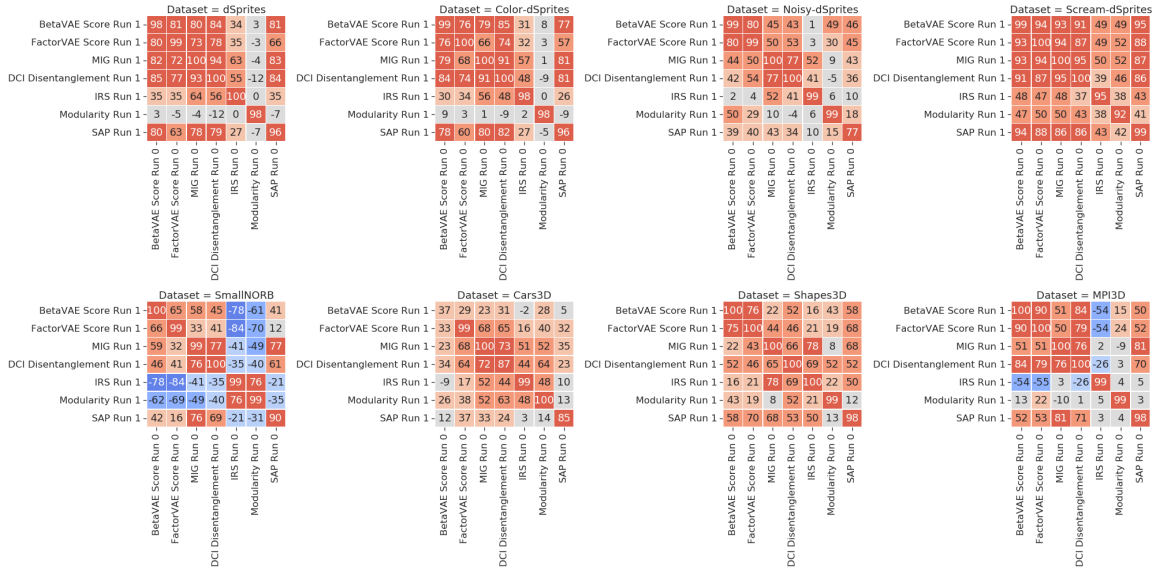 Dataset = dSprites
BetaVAE Score Run 1 98 81 80 84 34 3 81
FactorVAE Score Run 1 80 99 73 78 35 -3 66
MIG Run 1 82 72 100 94 63 -4 83
DCI Disentanglement Run 1 85 77 93 100 55 -12 84
IRS Run 1 35 35 64 56 100 0 35
Modularity Run 1 3 -5 -4 -12 0 98 -7
SAP Run 1 80 63 78 79 27 -7 96
BetaVAE Score Run 0
FactorVAE Score Run 0
MIG Run 0
DCI Disentanglement Run 0
IRS Run 0
Modularity Run 0
SAP Run 0
Dataset = Color-dSprites
BetaVAE Score Run 1 99 76 79 85 31 8 77
FactorVAE Score Run 1 76 100 66 74 32 3 57
MIG Run 1 79 68 100 91 57 1 81
DCI Disentanglement Run 1 84 74 91 100 48 -9 81
IRS Run 1 30 34 56 48 98 0 26
Modularity Run 1 9 3 1 -9 2 98 -9
SAP Run 1 78 60 80 82 27 -5 96
BetaVAE Score Run 0
FactorVAE Score Run 0
MIG Run 0
DCI Disentanglement Run 0
IRS Run 0
Modularity Run 0
SAP Run 0
Dataset = Noisy-dSprites
BetaVAE Score Run 1 99 80 45 43 1 49 46
FactorVAE Score Run 1 80 99 50 53 3 30 45
MIG Run 1 44 50 100 77 52 9 43
DCI Disentanglement Run 1 42 54 77 100 41 -5 36
IRS Run 1 2 4 52 41 99 6 10
Modularity Run 1 50 29 10 -4 6 99 18
SAP Run 1 39 40 43 34 10 15 77
BetaVAE Score Run 0
FactorVAE Score Run 0
MIG Run 0
DCI Disentanglement Run 0
IRS Run 0
Modularity Run 0
SAP Run 0
Dataset = Scream-dSprites
BetaVAE Score Run 1 99 94 93 91 49 49 95
FactorVAE Score Run 1 93 100 94 87 49 52 88
MIG Run 1 93 94 100 95 50 52 87
DCI Disentanglement Run 1 91 87 95 100 39 46 86
IRS Run 1 48 47 48 37 95 38 43
Modularity Run 1 47 50 50 43 38 92 41
SAP Run 1 94 88 86 86 43 42 99
BetaVAE Score Run 0
FactorVAE Score Run 0
MIG Run 0
DCI Disentanglement Run 0
IRS Run 0
Modularity Run 0
SAP Run 0
Dataset = SmallNORB
BetaVAE Score Run 1 100 65 58 45 -78 -61 41
FactorVAE Score Run 1 66 99 33 41 -84 -70 12
MIG Run 1 59 32 99 77 -41 -49 77
DCI Disentanglement Run 1 46 41 76 100 -35 -40 61
IRS Run 1 -78 -84 -41 -35 99 76 -21
Modularity Run 1 -62 -69 -49 -40 76 99 -35
SAP Run 1 42 16 76 69 -21 -31 90
BetaVAE Score Run 0
FactorVAE Score Run 0
MIG Run 0
DCI Disentanglement Run 0
IRS Run 0
Modularity Run 0
SAP Run 0
Dataset = Cars3D
BetaVAE Score Run 1 37 29 23 31 -2 28 5
FactorVAE Score Run 1 33 99 68 65 16 40 32
MIG Run 1 23 68 100 73 51 52 35
DCI Disentanglement Run 1 34 64 72 87 44 64 23
IRS Run 1 -9 17 52 44 99 48 10
Modularity Run 1 26 38 52 63 48 100 13
SAP Run 1 12 37 33 24 3 14 85
BetaVAE Score Run 0
FactorVAE Score Run 0
MIG Run 0
DCI Disentanglement Run 0
IRS Run 0
Modularity Run 0
SAP Run 0
Dataset = Shapes3D
BetaVAE Score Run 1 100 76 22 52 16 43 58
FactorVAE Score Run 1 75 100 44 46 21 19 68
MIG Run 1 22 43 100 66 78 8 68
DCI Disentanglement Run 1 52 46 65 100 69 52 52
IRS Run 1 16 21 78 69 100 22 50
Modularity Run 1 43 19 8 52 21 99 12
SAP Run 1 58 70 68 53 50 13 98
BetaVAE Score Run 0
FactorVAE Score Run 0
MIG Run 0
DCI Disentanglement Run 0
IRS Run 0
Modularity Run 0
SAP Run 0
Dataset = MPI3D
BetaVAE Score Run 1 100 90 51 84 -54 15 50
FactorVAE Score Run 1 90 100 50 79 -54 24 52
MIG Run 1 51 51 100 76 2 -9 81
DCI Disentanglement Run 1 84 79 76 100 -26 3 70
IRS Run 1 -54 -55 3 -26 99 4 5
Modularity Run 1 13 22 -10 1 5 99 3
SAP Run 1 52 53 81 71 3 4 98
BetaVAE Score Run 0
FactorVAE Score Run 0
MIG Run 0
DCI Disentanglement Run 0
IRS Run 0
Modularity Run 0
SAP Run 0